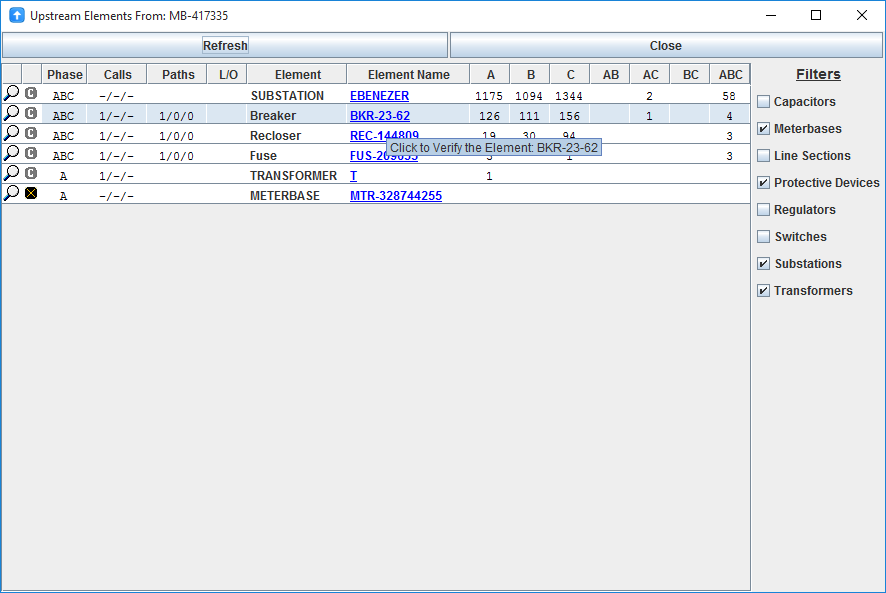 Upstream Elements From: MB-417335
Refresh Close
Phase Calls Paths L/O Element Element Name A B C AB AC BC ABC
C ABC -/-/- SUBSTATION EBENEZER 1175 1094 1344 2 58
C ABC 1/-/- 1/0/0 Breaker BKR-23-62 126 111 156 1 4
C ABC 1/-/- 1/0/0 Recloser REC-144809 19 30 94 3
C ABC 1/-/- 1/0/0 Fuse 3 1 3
Click to Verify the Element: BKR-23-62
C A 1/-/- TRANSFORMER T 1
A -/-/- METERBASE MTR-328744255
Filters
Capacitors
Meterbases
Line Sections
Protective Devices
Regulators
Switches
Substations
Transformers